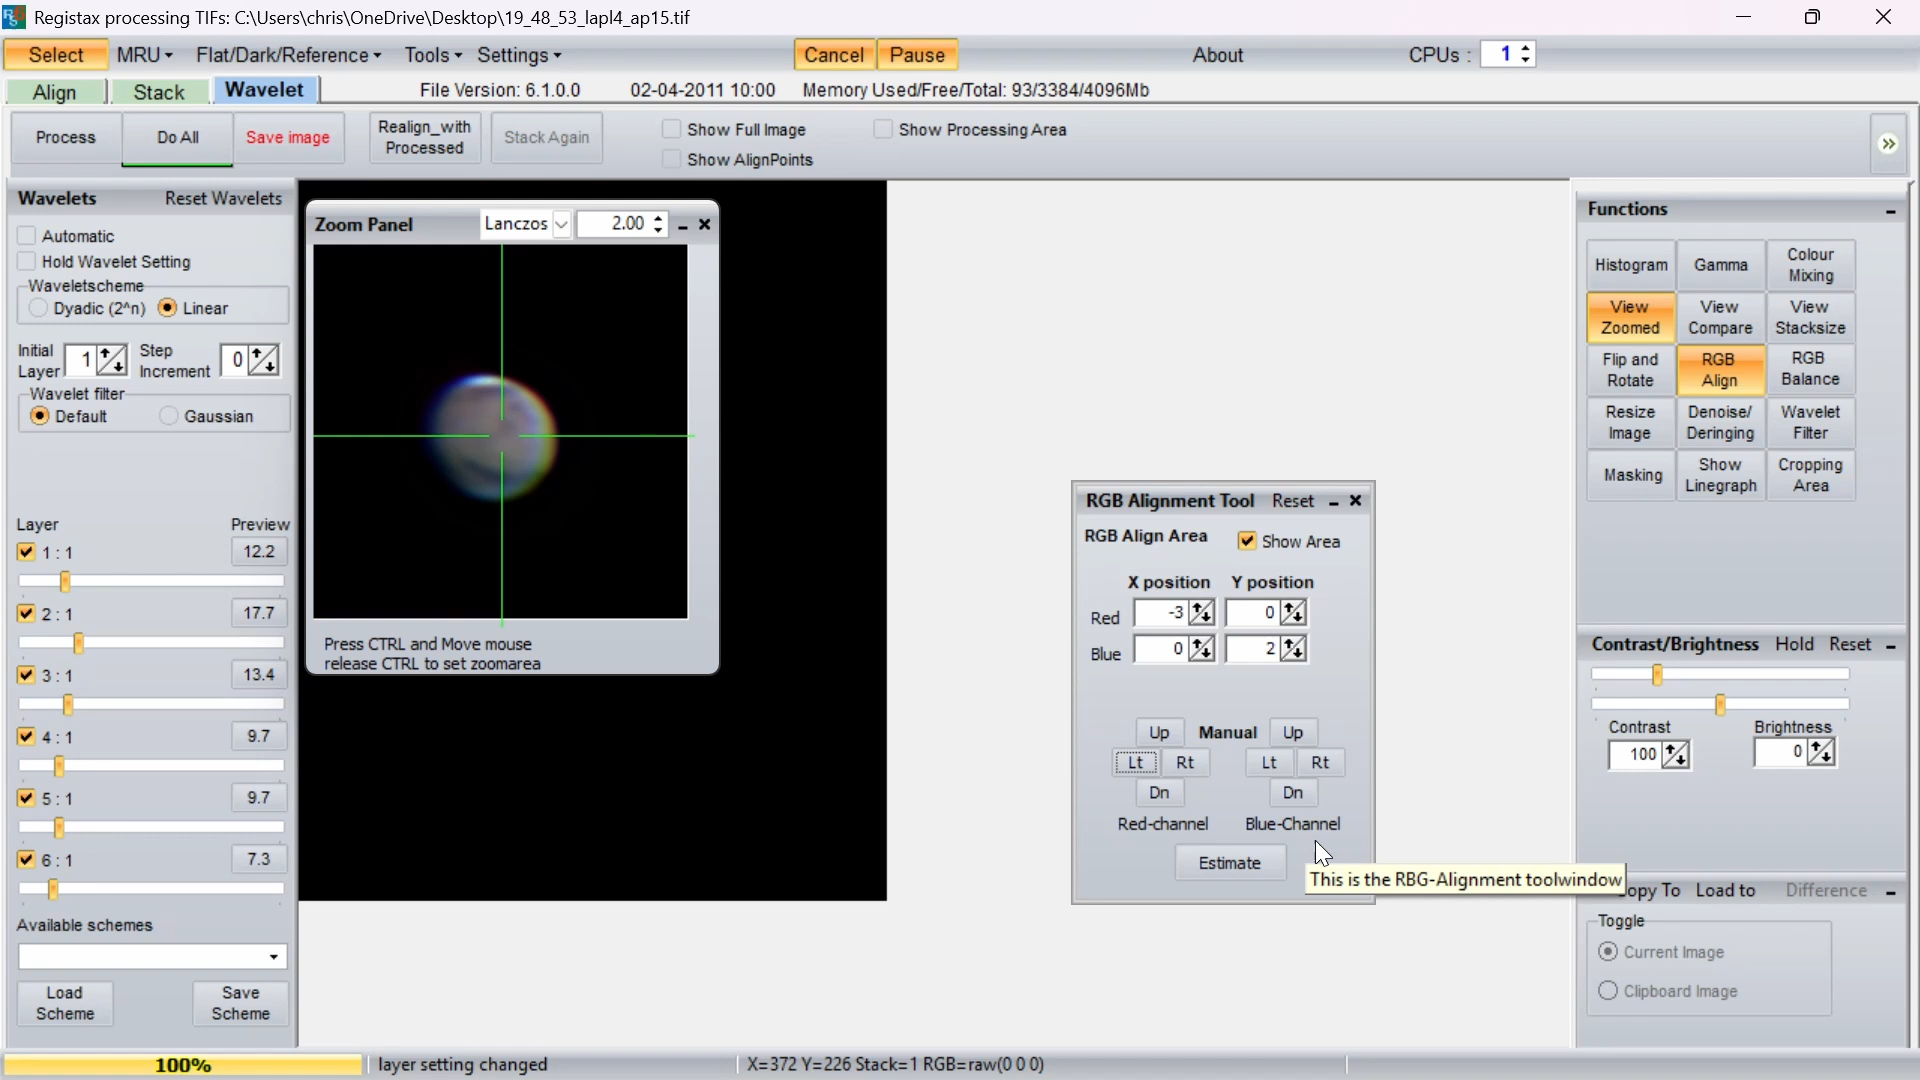 Registax processing TIFs: C:\Users\chris\OneDrive\Desktop\19_48_53_lapl4_ap15.tif
Select MRU Flat/Dark/Reference Tools Settings Cancel Pause About CPUs : 1
Align Stack Wavelet File Version: 6.1.0.0 02-04-2011 10:00 Memory Used/Free/Total: 93/3384/4096Mb
Process Do All Save image Realign_with Processed Stack Again
Show Full Image Show Processing Area
Show AlignPoints
Wavelets Reset Wavelets
Automatic
Hold Wavelet Setting
Waveletscheme
Dyadic (2^n) Linear
Initial Layer 1 Step Increment 0
Wavelet filter
Default Gaussian
Layer Preview
1 : 1 12.2
2 : 1 17.7
3 : 1 13.4
4 : 1 9.7
5 : 1 9.7
6 : 1 7.3
Available schemes
Load Scheme Save Scheme
Zoom Panel Lanczos 2.00
Press CTRL and Move mouse
release CTRL to set zoomarea
RGB Alignment Tool Reset
RGB Align Area Show Area
X position Y position
Red -3 0
Blue 0 2
Up Manual Up
Lt Rt Lt Rt
Dn Dn
Red-channel Blue-Channel
Estimate
This is the RBG-Alignment toolwindow
Functions
Histogram Gamma Colour Mixing
View Zoomed View Compare View Stacksize
Flip and Rotate RGB Align RGB Balance
Resize Image Denoise/ Deringing Wavelet Filter
Masking Show Linegraph Cropping Area
Contrast/Brightness Hold Reset
Contrast Brightness
100 0
opy To Load to Difference
Toggle
Current Image
Clipboard Image
100% layer setting changed X=372 Y=226 Stack=1 RGB=raw(0 0 0)